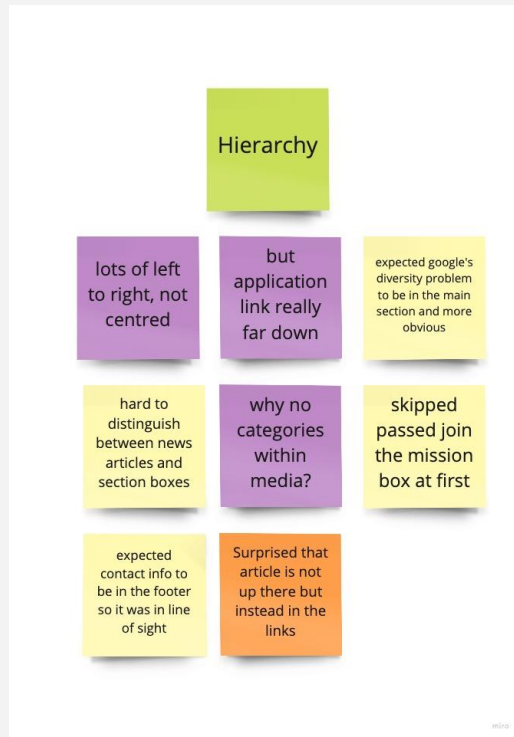 Hierarchy
lots of left
to right, not
centred
but
application
link really
far down
expected google's
diversity problem
to be in the main
section and more
obvious
hard to
distinguish
between news
articles and
section boxes
why no
categories
within
media?
skipped
passed join
the mission
box at first
expected
contact info to
be in the footer
so it was in line
of sight
Surprised that
article is not
up there but
instead in the
links
miro